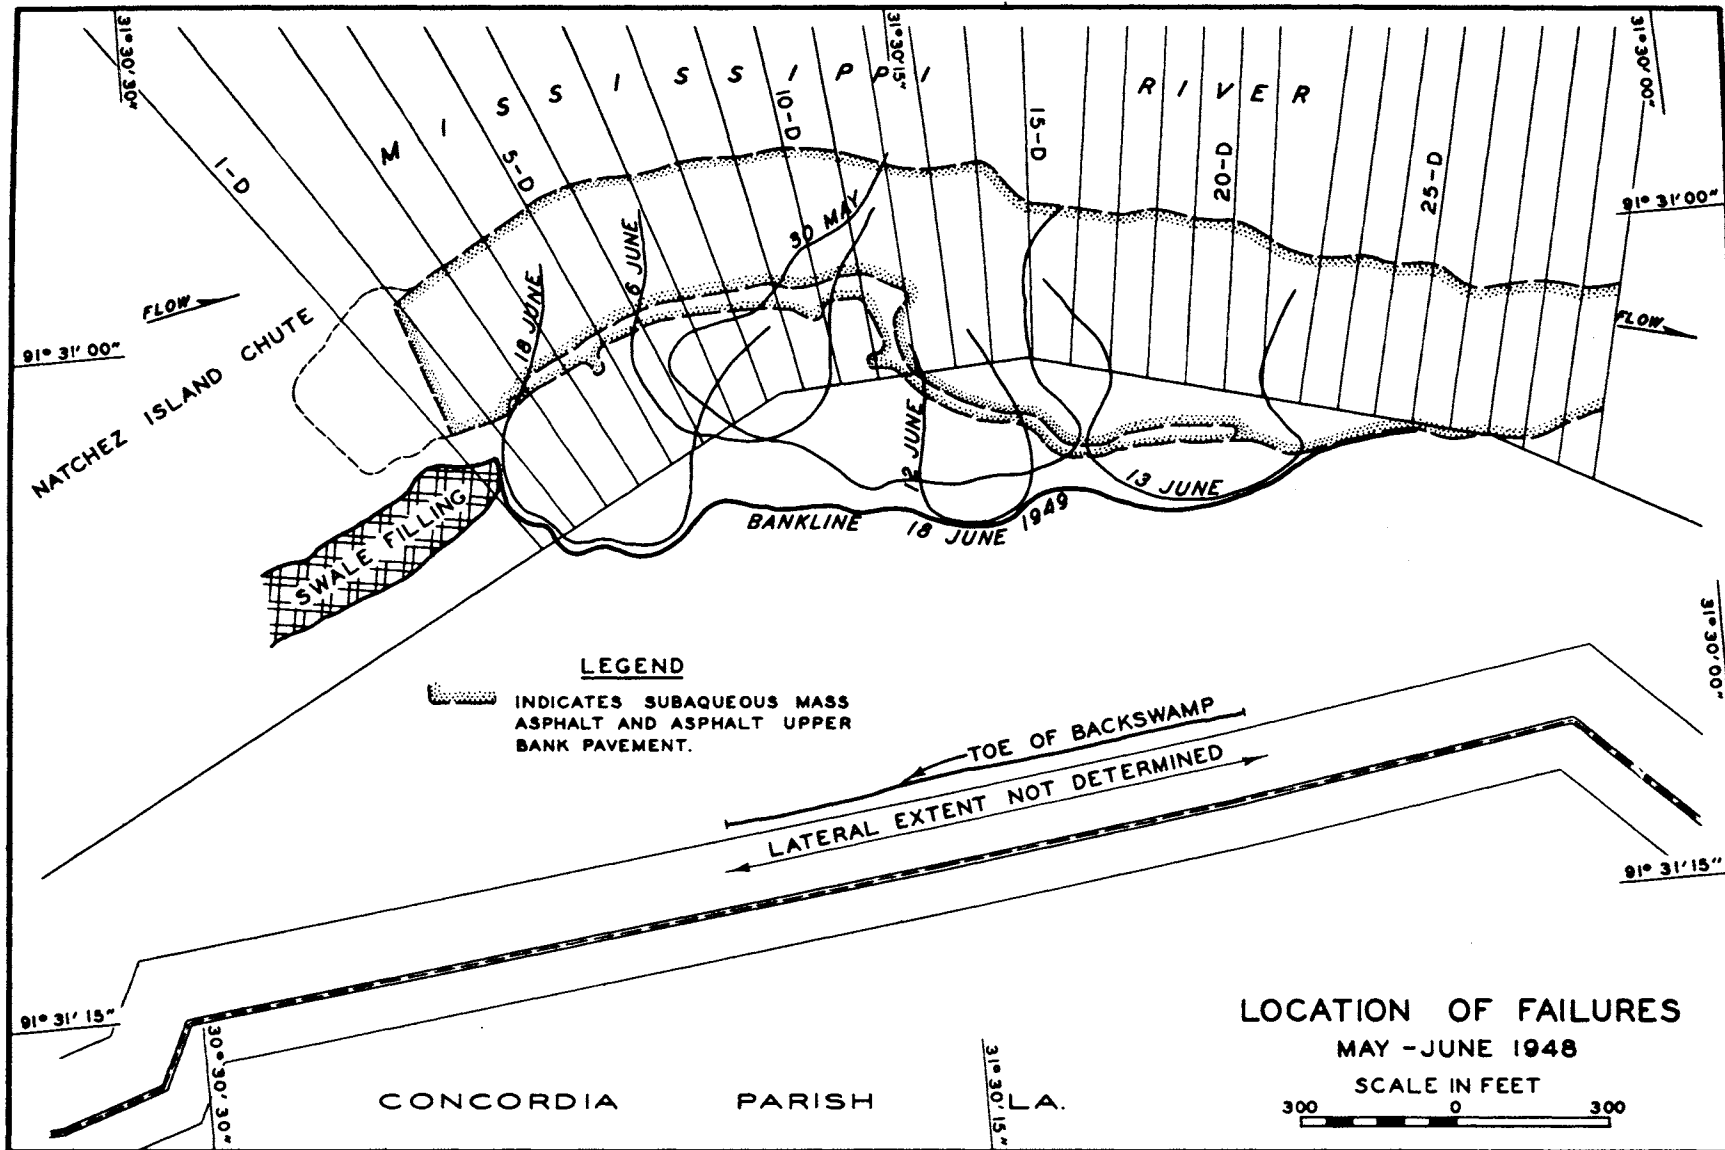 31° 30' 30"
31° 30' 15"
31° 30' 00"
MISSISSIPPI RIVER
1-D
5-D
10-D
15-D
20-D
25-D
91° 31' 00"
30 MAY
6 JUNE
18 JUNE
FLOW
FLOW
91° 31' 00"
NATCHEZ ISLAND CHUTE
12 JUNE
13 JUNE
SWALE FILLING
BANKLINE 18 JUNE 1949
31° 30' 00"
LEGEND
INDICATES SUBAQUEOUS MASS
ASPHALT AND ASPHALT UPPER
BANK PAVEMENT.
TOE OF BACKSWAMP
LATERAL EXTENT NOT DETERMINED
91° 31' 15"
91° 31' 15"
30° 30' 30"
31° 30' 15"
LOCATION OF FAILURES
MAY - JUNE 1948
SCALE IN FEET
300 0 300
CONCORDIA PARISH LA.